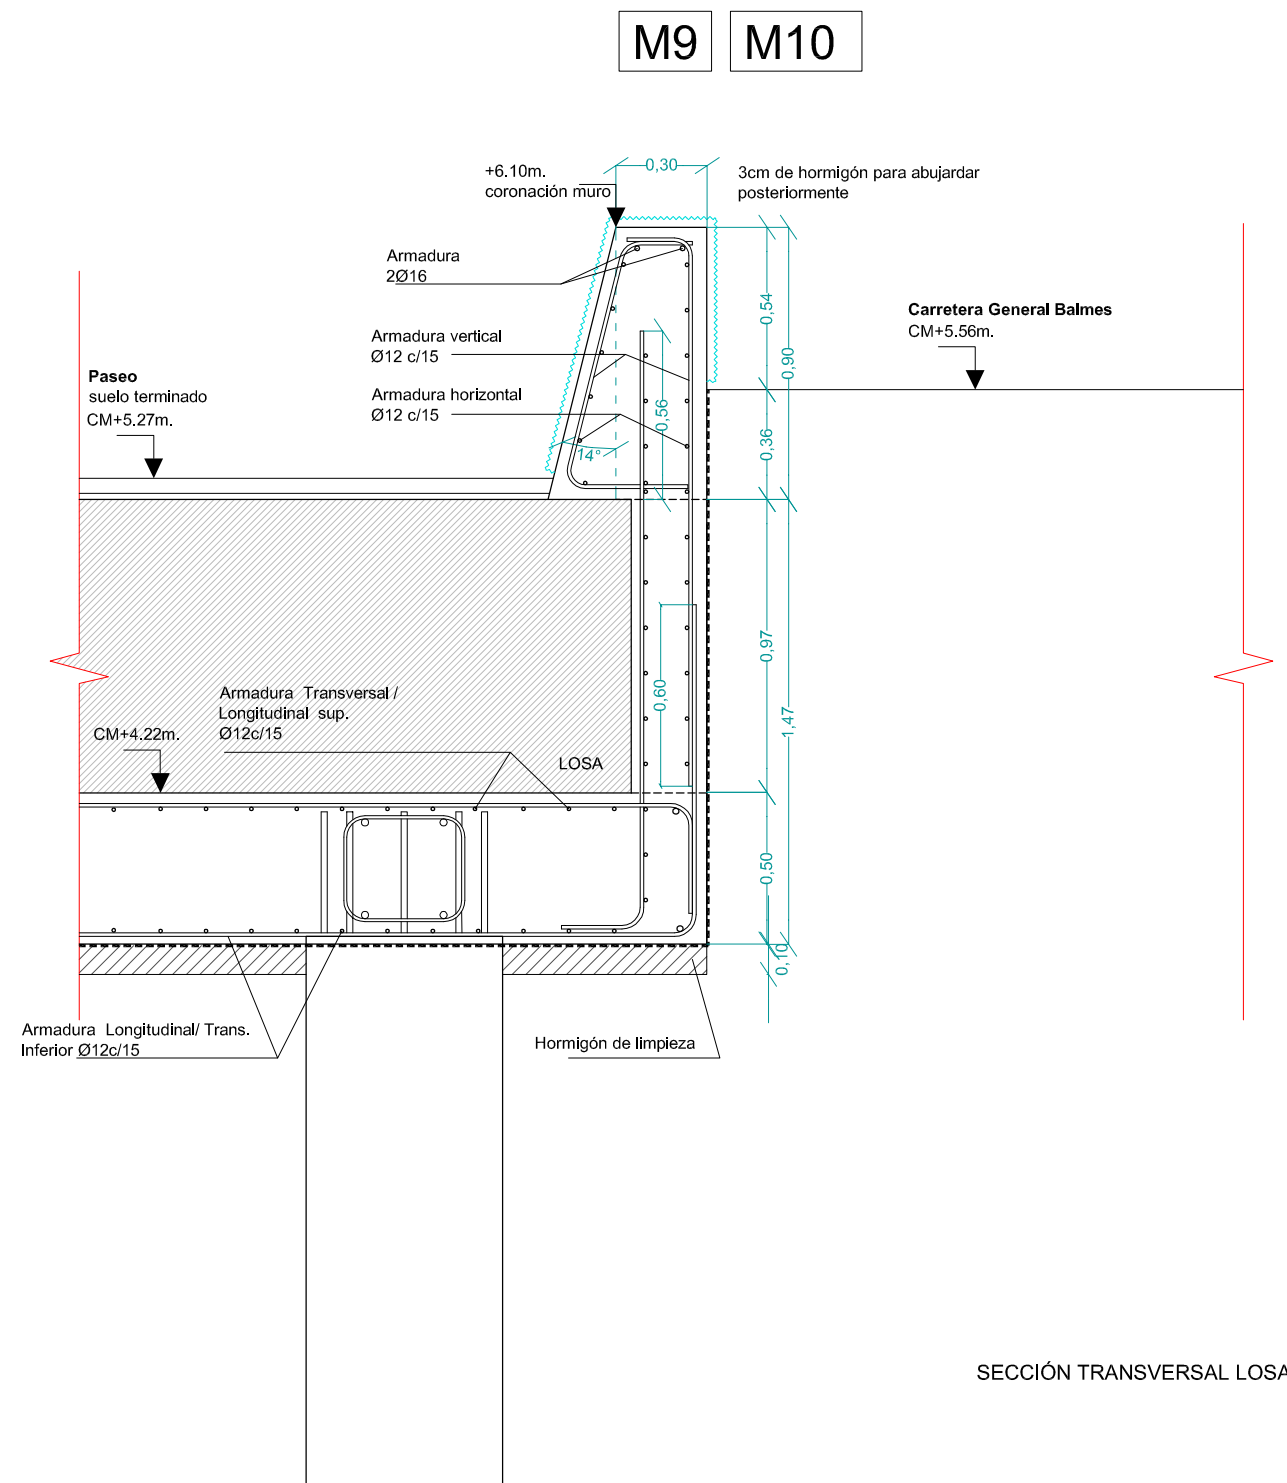 M9 M10
+6.10m.
coronación muro
0,30
3cm de hormigón para abujardar
posteriormente
Armadura
2Ø16
0,54
0,90
Carretera General Balmes
CM+5.56m.
Armadura vertical
Ø12 c/15
Paseo
suelo terminado
CM+5.27m.
Armadura horizontal
Ø12 c/15
0,56
0,36
14°
0,97
Armadura Transversal /
Longitudinal sup.
Ø12c/15
0,60
1,47
CM+4.22m.
LOSA
0,50
0,10
Armadura Longitudinal/ Trans.
Inferior Ø12c/15
Hormigón de limpieza
SECCIÓN TRANSVERSAL LOSA